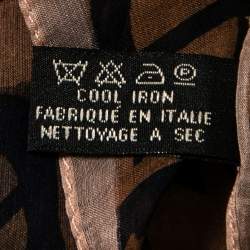 COOL IRON
FABRIQUÉ EN ITALIE
NETTOYAGE A SEC